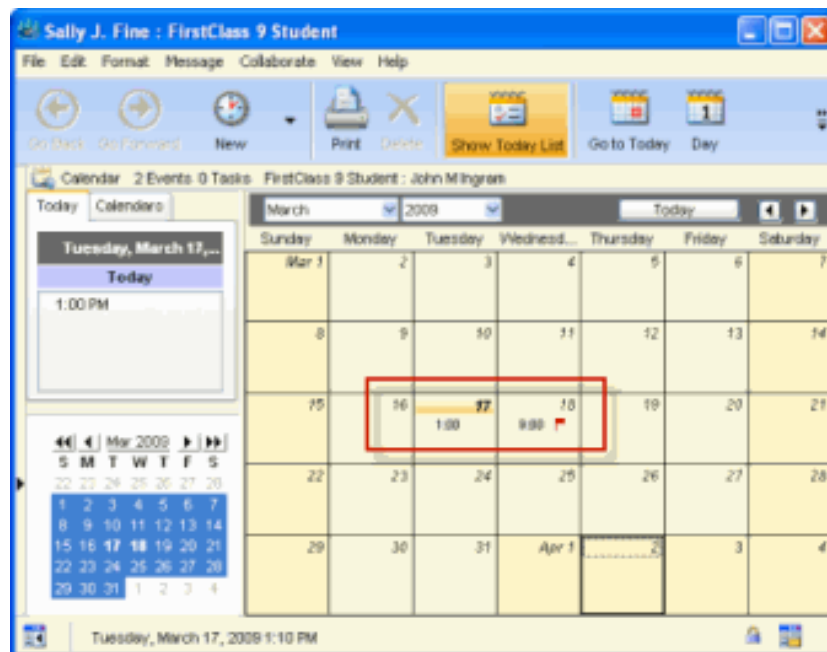 Sally J. Fine : FirstClass 9 Student
File Edit Format Message Collaborate View Help
Go Back Go Forward New Print Delete Show Today List Go to Today Day
Calendar 2 Events 0 Tasks FirstClass 9 Student : John M Ingram
Today Calendars
March 2009 Today
Tuesday, March 17,...
Today
1:00 PM
Sunday Monday Tuesday Wednesd... Thursday Friday Saturday
Mar 1 2 3 4 5 6 7
8 9 10 11 12 13 14
15 16 17 18 19 20 21
1:00 9:00
22 23 24 25 26 27 28
29 30 31 Apr 1 2 3 4
Mar 2009
S M T W T F S
22 23 24 25 26 27 28
1 2 3 4 5 6 7
8 9 10 11 12 13 14
15 16 17 18 19 20 21
22 23 24 25 26 27 28
29 30 31 1 2 3 4
Tuesday, March 17, 2009 1:10 PM